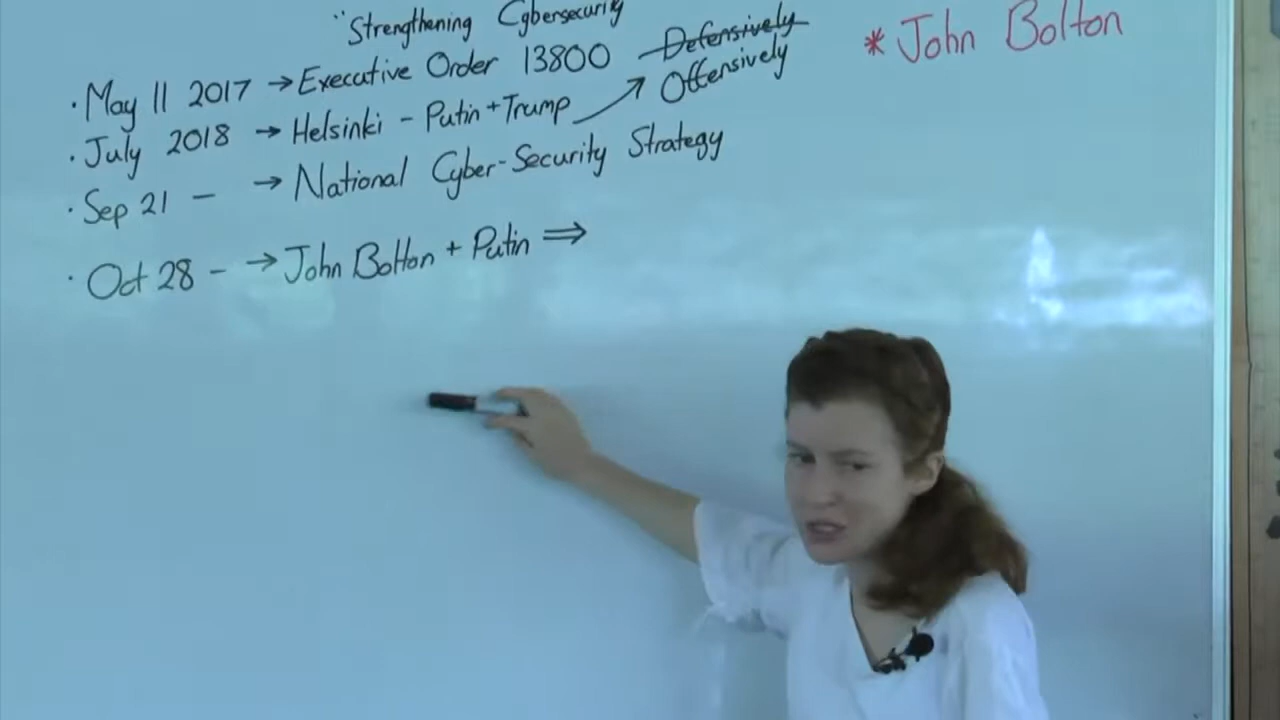 "Strengthening Cybersecurity
· May 11 2017 → Executive Order 13800 Defensively
Offensively
· July 2018 → Helsinki - Putin + Trump
· Sep 21 - → National Cyber-Security Strategy
· Oct 28 - → John Bolton + Putin ⇒
* John Bolton